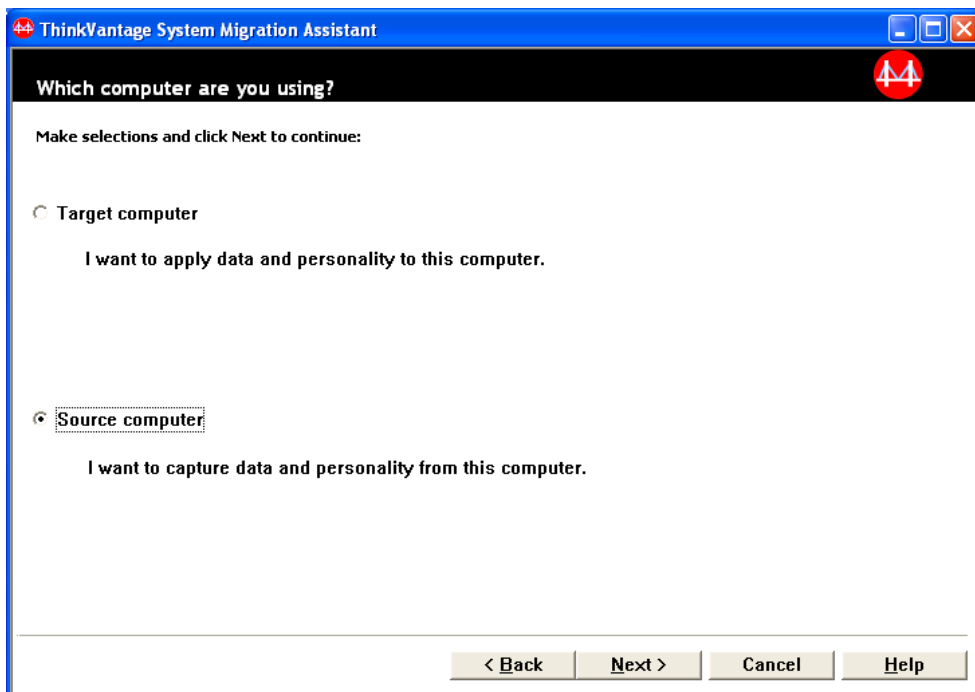 ThinkVantage System Migration Assistant
Which computer are you using?
Make selections and click Next to continue:
Target computer
I want to apply data and personality to this computer.
Source computer
I want to capture data and personality from this computer.
< Back Next > Cancel Help